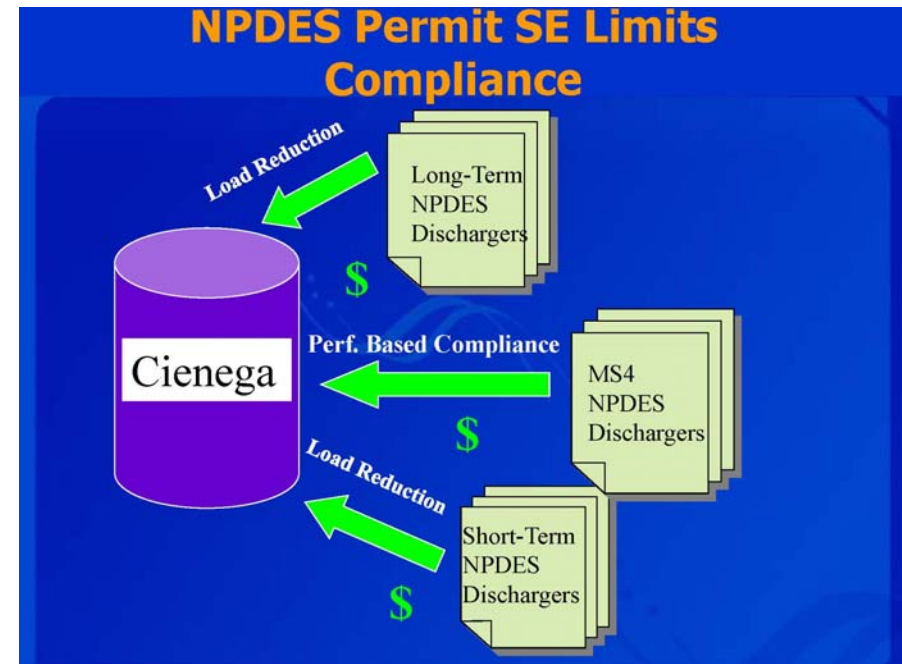 NPDES Permit SE Limits
Compliance
Load Reduction
Long-Term
NPDES
Dischargers
$
Cienega
Perf. Based Compliance
MS4
NPDES
Dischargers
$
Load Reduction
Short-Term
NPDES
Dischargers
$